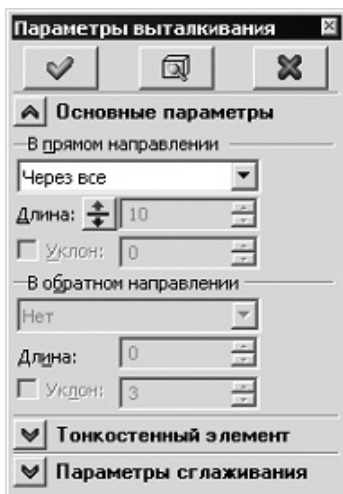 Параметры выталкивания
Основные параметры
В прямом направлении
Через все
Длина: 10
Уклон: 0
В обратном направлении
Нет
Длина: 0
Уклон: 3
Тонкостенный элемент
Параметры сглаживания